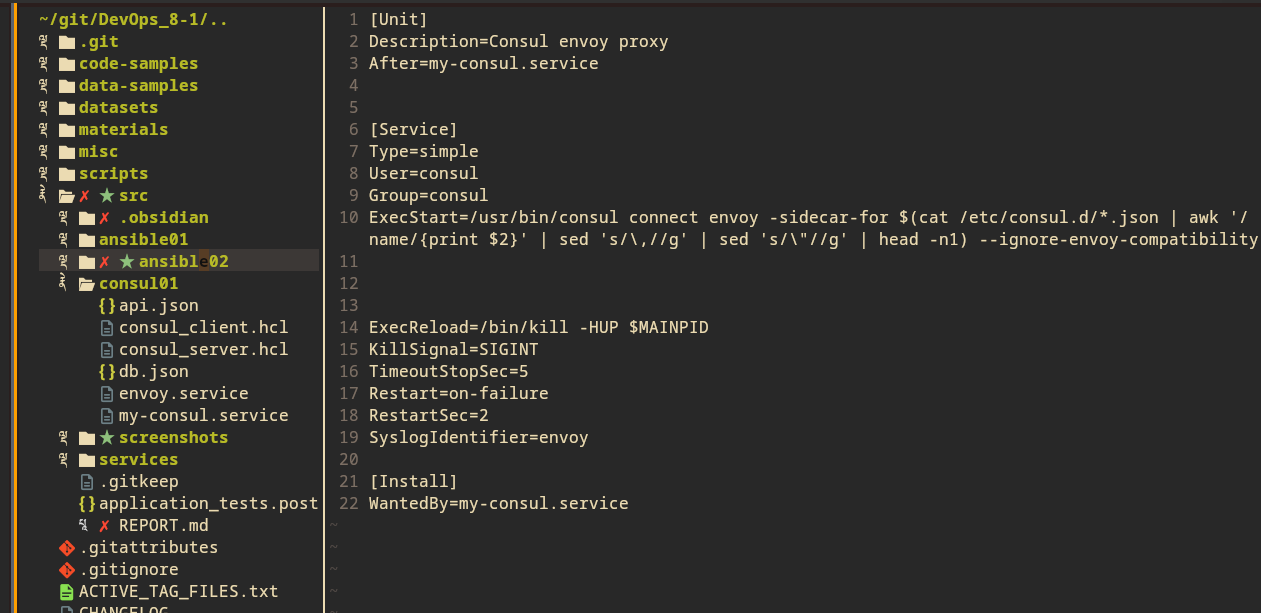 ~/git/DevOps_8-1/..
.git
code-samples
data-samples
datasets
materials
misc
scripts
✗ ★ src
✗ .obsidian
ansible01
✗ ★ ansible02
consul01
{} api.json
consul_client.hcl
consul_server.hcl
{} db.json
envoy.service
my-consul.service
★ screenshots
services
.gitkeep
{} application_tests.post
✗ REPORT.md
.gitattributes
.gitignore
ACTIVE_TAG_FILES.txt
CHANGELOG
1 [Unit]
2 Description=Consul envoy proxy
3 After=my-consul.service
4
5
6 [Service]
7 Type=simple
8 User=consul
9 Group=consul
10 ExecStart=/usr/bin/consul connect envoy -sidecar-for $(cat /etc/consul.d/*.json | awk '/
name/{print $2}' | sed 's/\,//g' | sed 's/\"//g' | head -n1) --ignore-envoy-compatibility
11
12
13
14 ExecReload=/bin/kill -HUP $MAINPID
15 KillSignal=SIGINT
16 TimeoutStopSec=5
17 Restart=on-failure
18 RestartSec=2
19 SyslogIdentifier=envoy
20
21 [Install]
22 WantedBy=my-consul.service
~
~
~
~